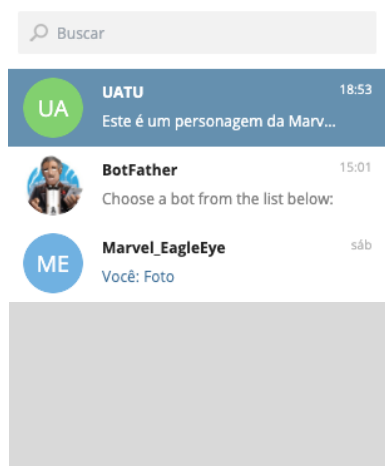 Buscar
UA
UATU
18:53
Este é um personagem da Marv...
BotFather
15:01
Choose a bot from the list below:
ME
Marvel_EagleEye
sáb
Você: Foto